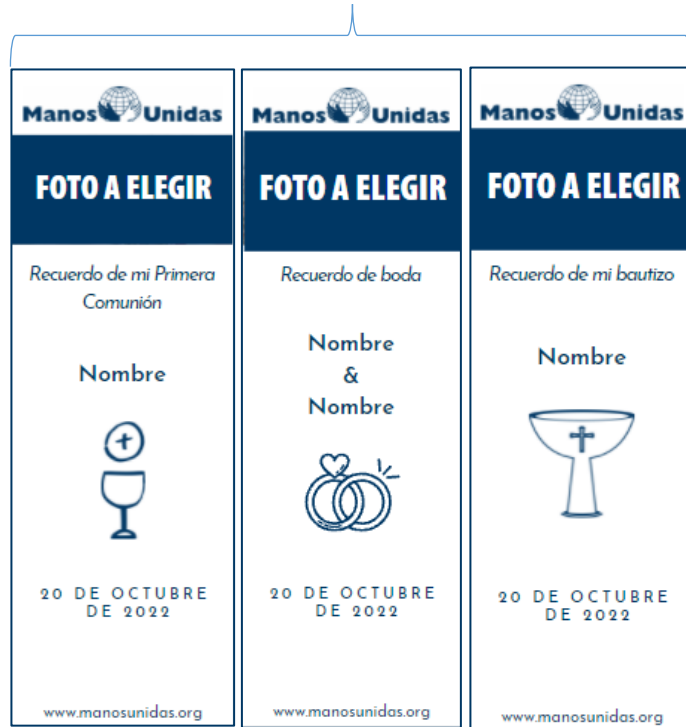 Manos Unidas
FOTO A ELEGIR
Recuerdo de mi Primera
Comunión
Nombre
20 DE OCTUBRE
DE 2022
www.manosunidas.org
Manos Unidas
FOTO A ELEGIR
Recuerdo de boda
Nombre
&
Nombre
20 DE OCTUBRE
DE 2022
www.manosunidas.org
Manos Unidas
FOTO A ELEGIR
Recuerdo de mi bautizo
Nombre
20 DE OCTUBRE
DE 2022
www.manosunidas.org